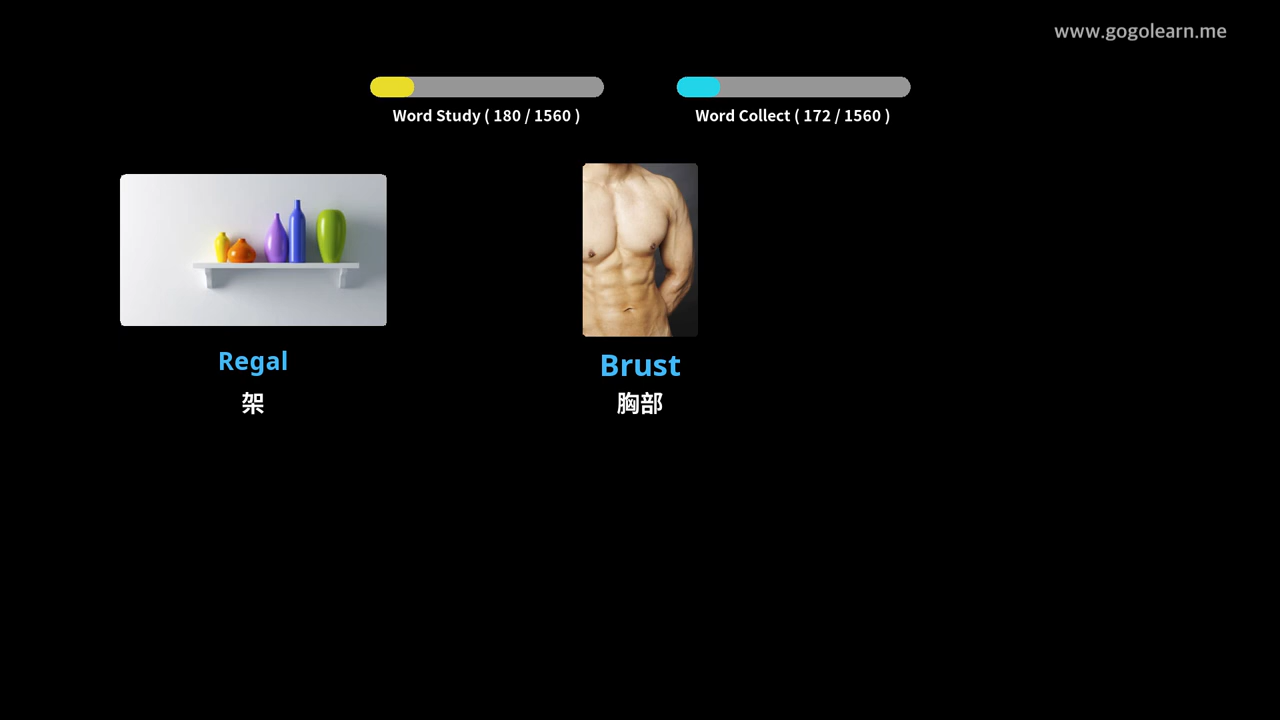 www.gogolearn.me
Word Study ( 180 / 1560 )
Word Collect ( 172 / 1560 )
Regal
架
Brust
胸部